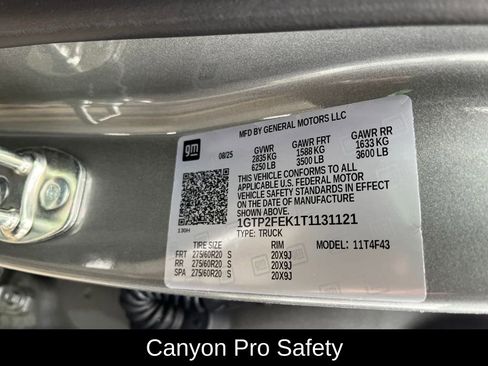 MFD BY GENERAL MOTORS LLC
gm
08/25
GVWR GAWR FRT GAWR RR
2835 KG 1588 KG 1633 KG
6250 LB 3500 LB 3600 LB
THIS VEHICLE CONFORMS TO ALL
APPLICABLE U.S. FEDERAL MOTOR
VEHICLE SAFETY STANDARDS IN EFFECT
ON THE DATE OF MANUFACTURE
SHOWN ABOVE.
1GTP2FEK1T1131121
TYPE: TRUCK
TIRE SIZE RIM MODEL: 11T4F43
FRT 275/60R20 S 20X9J
RR 275/60R20 S 20X9J
SPA 275/60R20 S 20X9J
Canyon Pro Safety